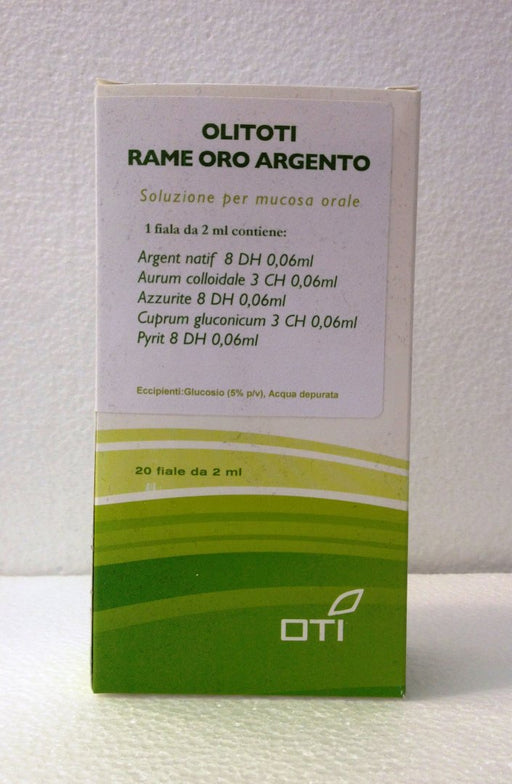 OLITOTI
RAME ORO ARGENTO
Soluzione per mucosa orale
1 fiala da 2 ml contiene:
Argent natif 8 DH 0,06ml
Aurum colloidale 3 CH 0,06ml
Azzurite 8 DH 0,06ml
Cuprum gluconicum 3 CH 0,06ml
Pyrit 8 DH 0,06ml
Eccipienti:Glucosio (5% p/v), Acqua depurata
20 fiale da 2 ml
OTI